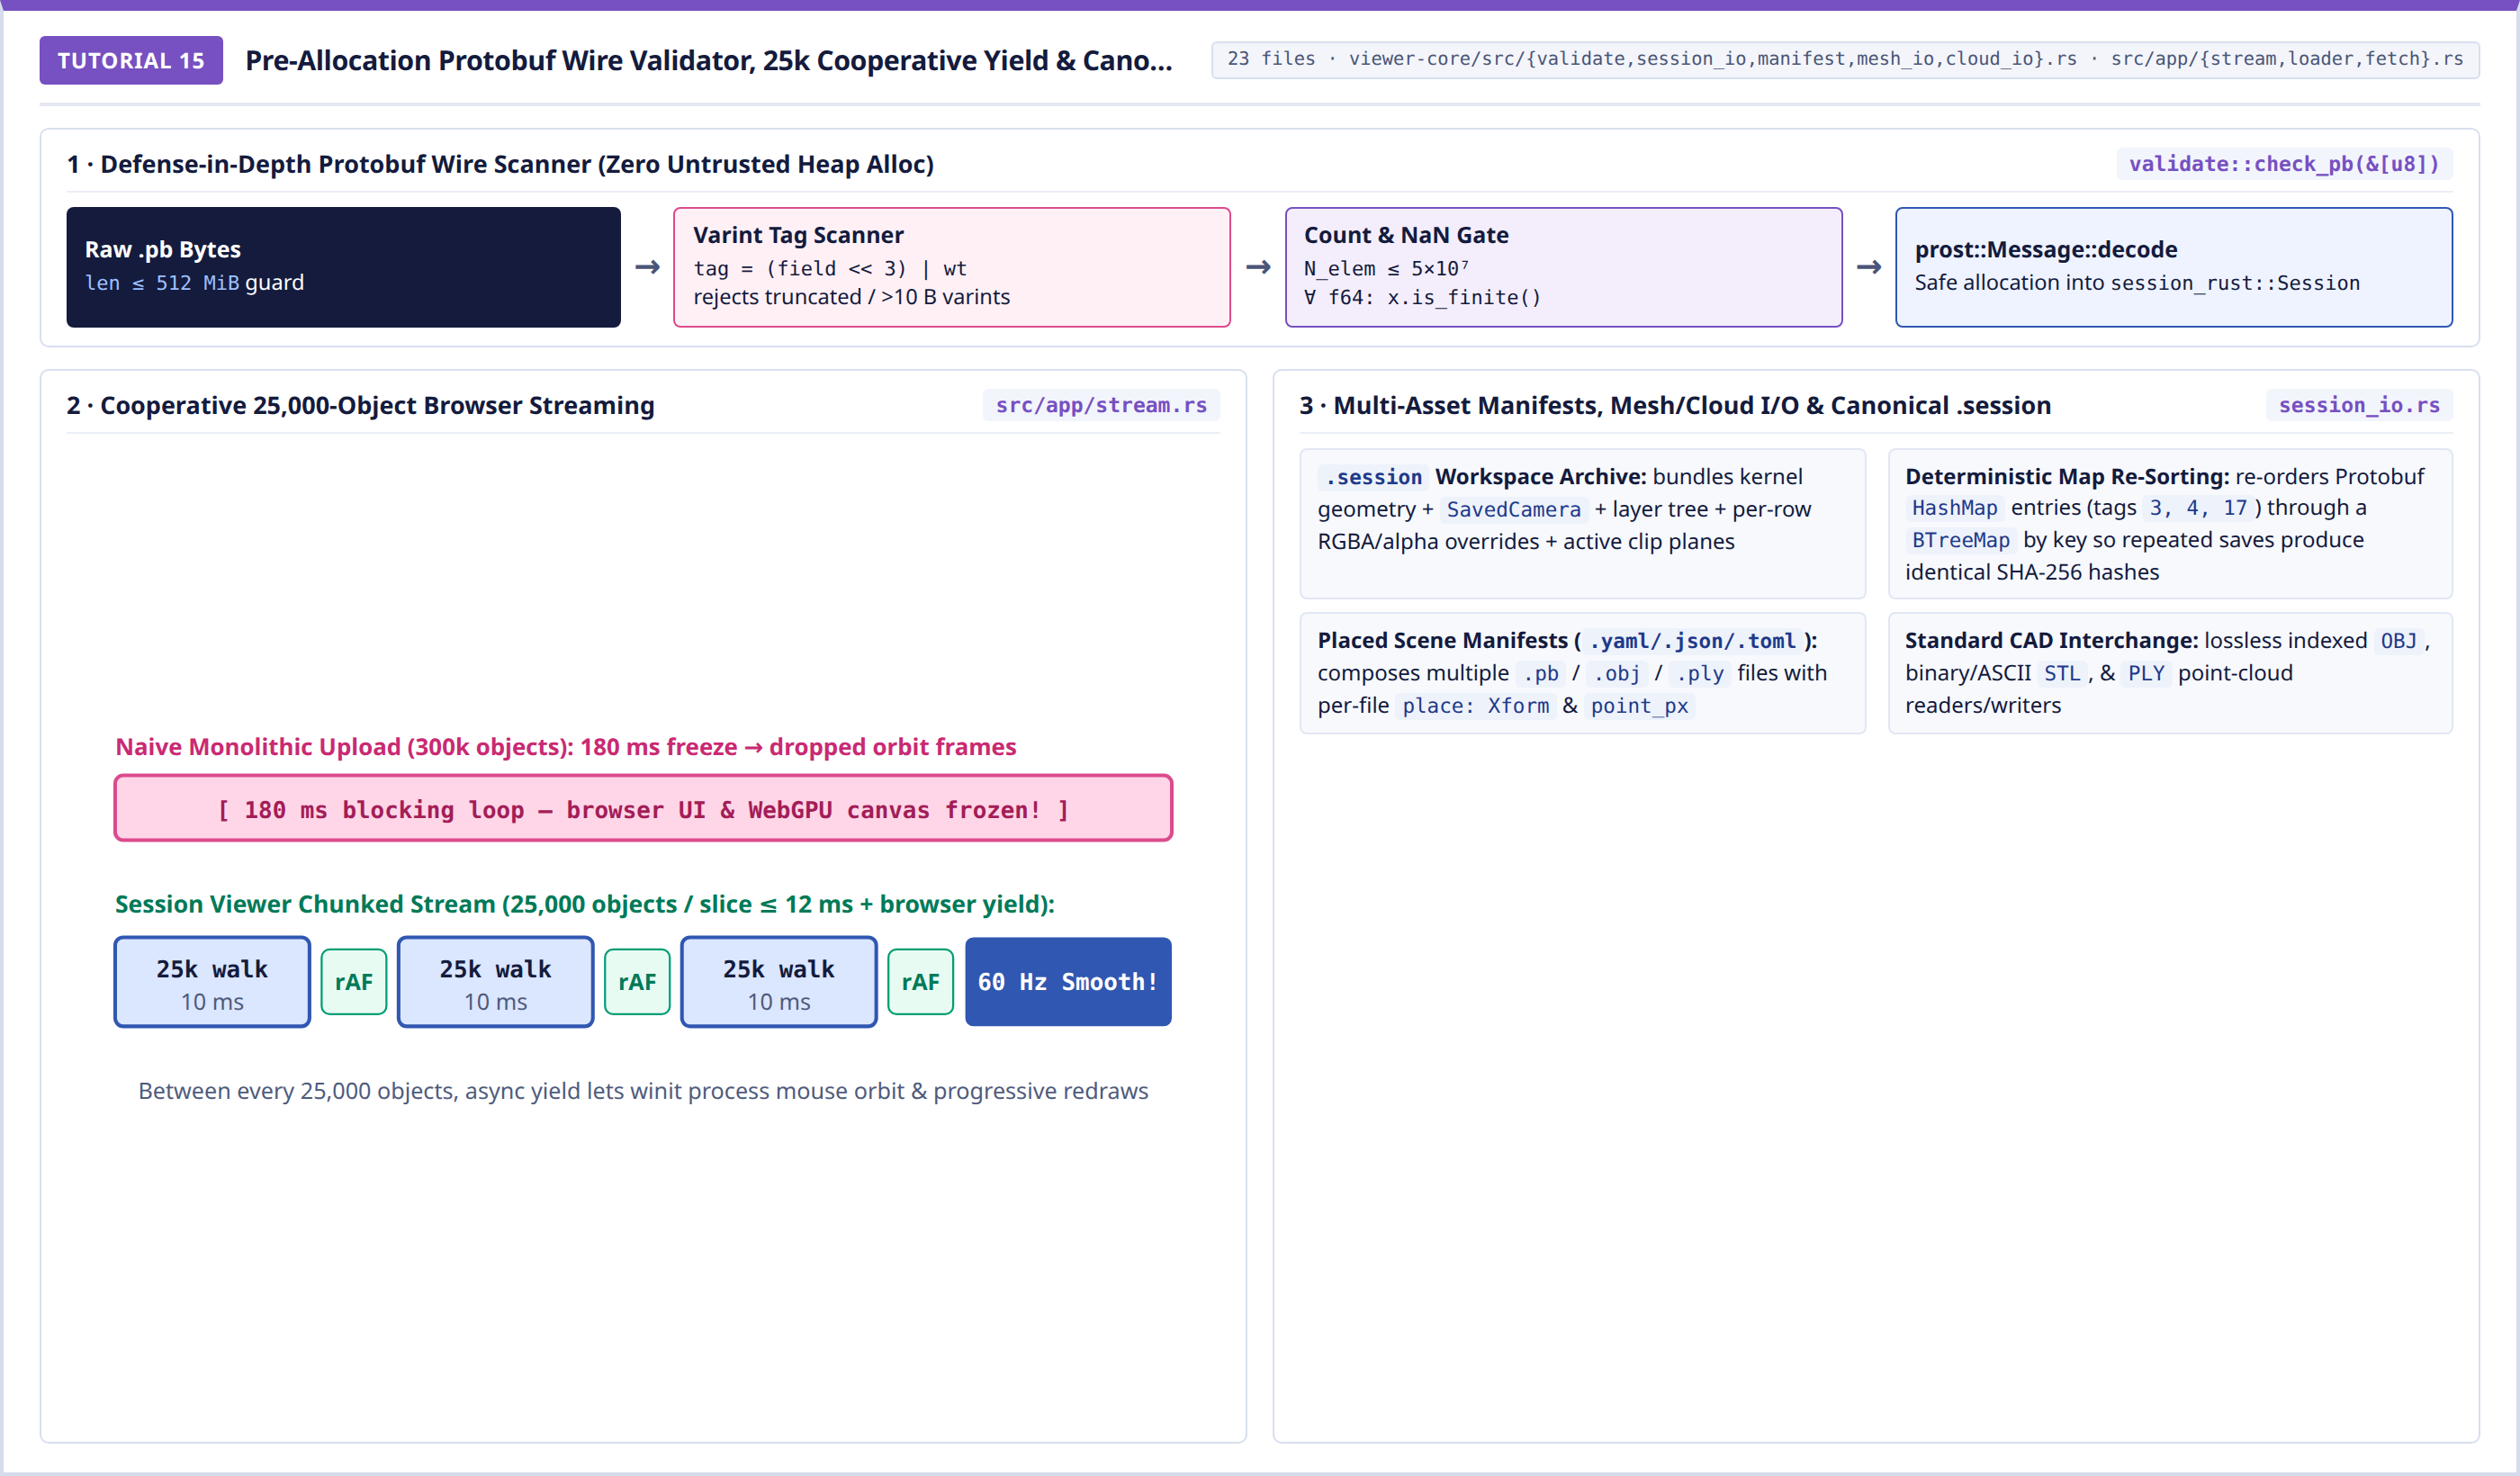 TUTORIAL 15
Pre-Allocation Protobuf Wire Validator, 25k Cooperative Yield & Cano...
23 files · viewer-core/src/{validate,session_io,manifest,mesh_io,cloud_io}.rs · src/app/{stream,loader,fetch}.rs
1 · Defense-in-Depth Protobuf Wire Scanner (Zero Untrusted Heap Alloc)
validate::check_pb(&[u8])
Raw .pb Bytes
len ≤ 512 MiB guard
→
Varint Tag Scanner
tag = (field << 3) | wt
rejects truncated / >10 B varints
→
Count & NaN Gate
N_elem ≤ 5×10⁷
∀ f64: x.is_finite()
→
prost::Message::decode
Safe allocation into session_rust::Session
2 · Cooperative 25,000-Object Browser Streaming
src/app/stream.rs
Naive Monolithic Upload (300k objects): 180 ms freeze → dropped orbit frames
[ 180 ms blocking loop — browser UI & WebGPU canvas frozen! ]
Session Viewer Chunked Stream (25,000 objects / slice ≤ 12 ms + browser yield):
25k walk
10 ms
rAF
25k walk
10 ms
rAF
25k walk
10 ms
rAF
60 Hz Smooth!
Between every 25,000 objects, async yield lets winit process mouse orbit & progressive redraws
3 · Multi-Asset Manifests, Mesh/Cloud I/O & Canonical .session
session_io.rs
.session Workspace Archive: bundles kernel
geometry + SavedCamera + layer tree + per-row
RGBA/alpha overrides + active clip planes
Deterministic Map Re-Sorting: re-orders Protobuf
HashMap entries (tags 3, 4, 17 ) through a
BTreeMap by key so repeated saves produce
identical SHA-256 hashes
Placed Scene Manifests ( .yaml/.json/.toml ):
composes multiple .pb / .obj / .ply files with
per-file place: Xform & point_px
Standard CAD Interchange: lossless indexed OBJ ,
binary/ASCII STL , & PLY point-cloud
readers/writers